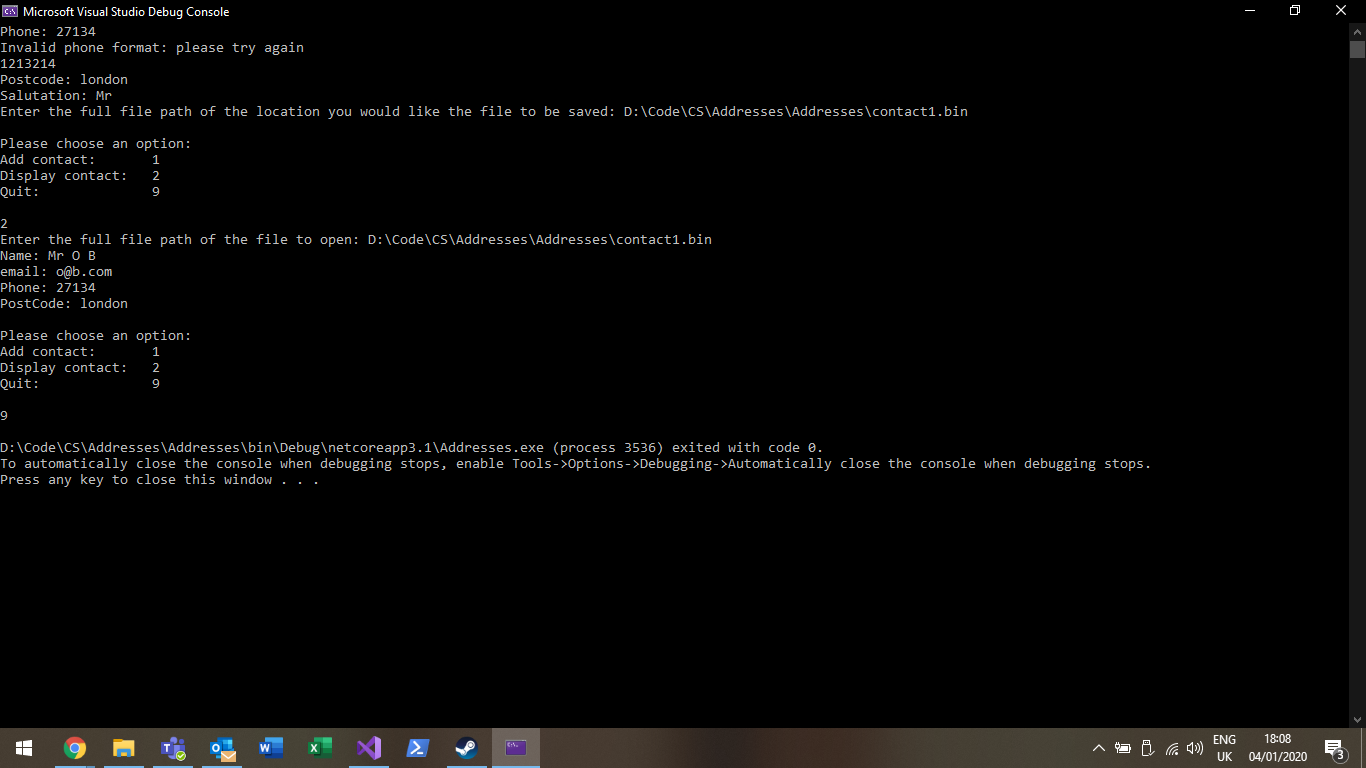 Microsoft Visual Studio Debug Console
Phone: 27134
Invalid phone format: please try again
1213214
Postcode: london
Salutation: Mr
Enter the full file path of the location you would like the file to be saved: D:\Code\CS\Addresses\Addresses\contact1.bin
Please choose an option:
Add contact: 1
Display contact: 2
Quit: 9
2
Enter the full file path of the file to open: D:\Code\CS\Addresses\Addresses\contact1.bin
Name: Mr O B
email: o@b.com
Phone: 27134
PostCode: london
Please choose an option:
Add contact: 1
Display contact: 2
Quit: 9
9
D:\Code\CS\Addresses\Addresses\bin\Debug\netcoreapp3.1\Addresses.exe (process 3536) exited with code 0.
To automatically close the console when debugging stops, enable Tools->Options->Debugging->Automatically close the console when debugging stops.
Press any key to close this window . . .
ENG 18:08
UK 04/01/2020
3